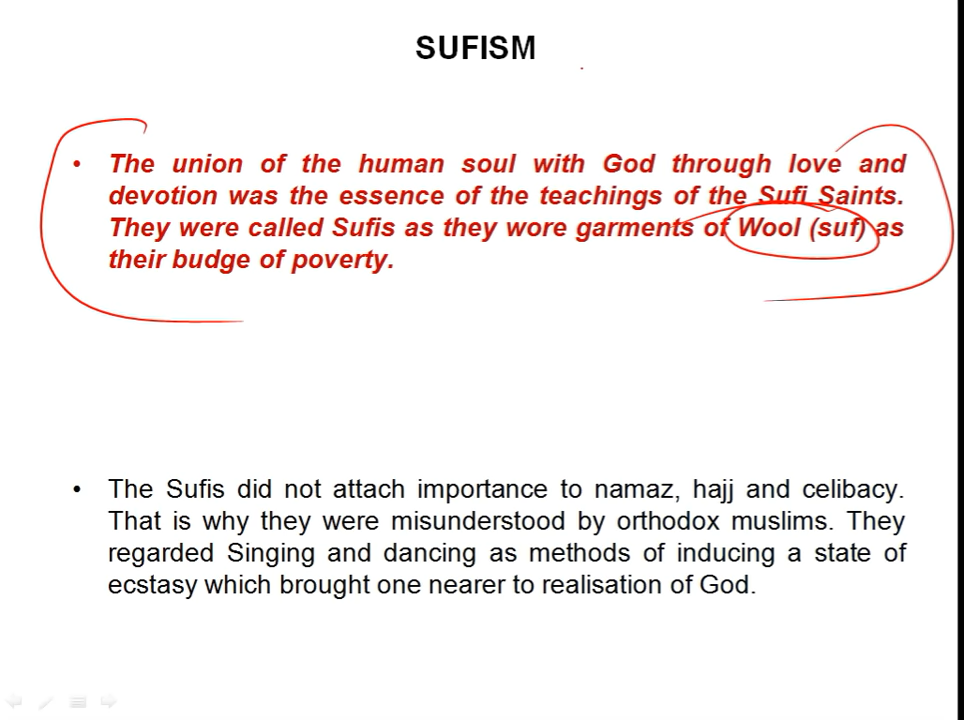 SUFISM
• The union of the human soul with God through love and
devotion was the essence of the teachings of the Sufi Saints.
They were called Sufis as they wore garments of Wool (suf) as
their budge of poverty.
• The Sufis did not attach importance to namaz, hajj and celibacy.
That is why they were misunderstood by orthodox muslims. They
regarded Singing and dancing as methods of inducing a state of
ecstasy which brought one nearer to realisation of God.